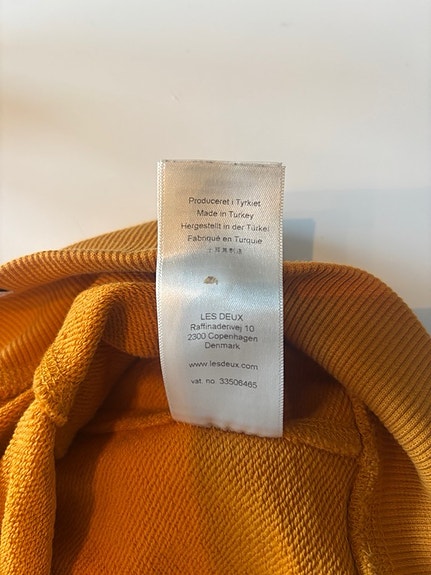 Produceret i Tyrkiet
Made in Turkey
Hergestellt in der Türkei
Fabriqué en Turquie
LES DEUX
Raffinaderivej 10
2300 Copenhagen
Denmark
www.lesdeux.com
vat. no. 33506465